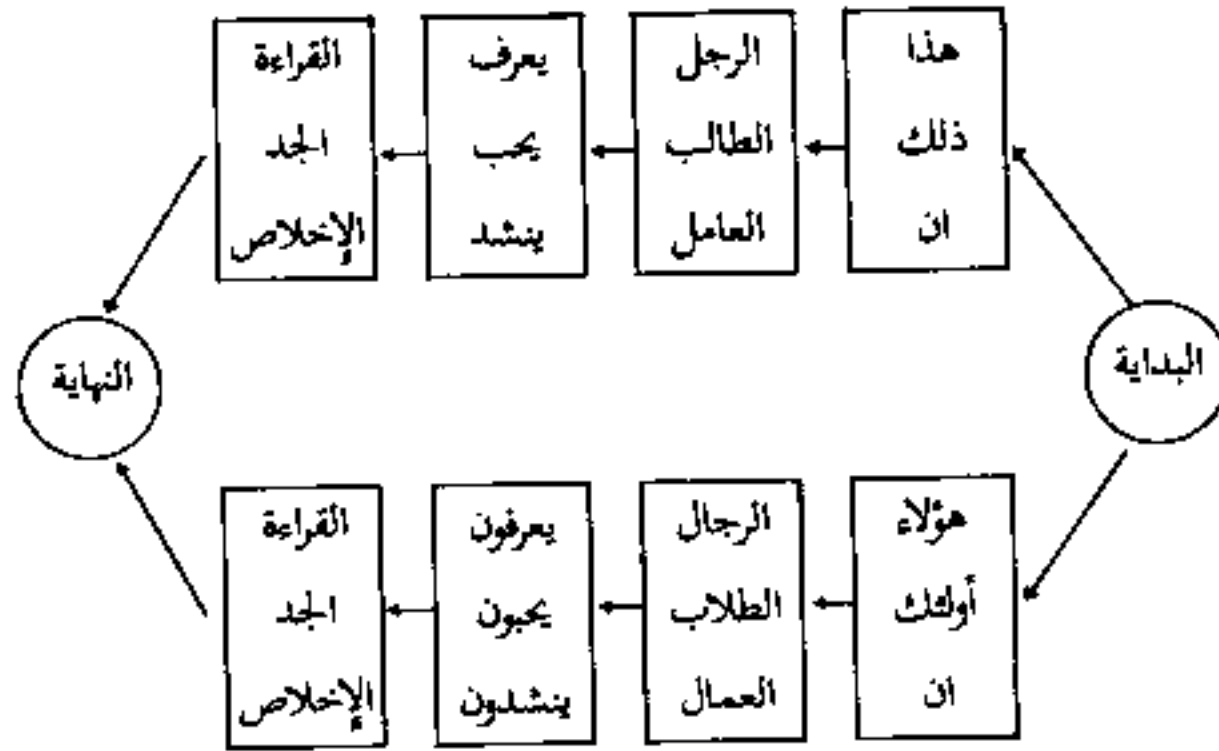 البداية
هذا
ذلك
ان
الرجل
الطالب
العامل
يعرف
يحب
ينشد
القراءة
الجد
الإخلاص
هؤلاء
أولئك
ان
الرجال
الطلاب
العمال
يعرفون
يحبون
ينشدون
القراءة
الجد
الإخلاص
النهاية